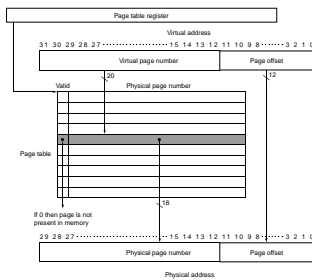 Page table register
Virtual address
31 30 29 28 27 ·················· 15 14 13 12 11 10 9 8 ······ 3 2 1 0
Virtual page number
Page offset
20
12
Valid
Physical page number
Page table
18
If 0 then page is not
present in memory
29 28 27 ·················· 15 14 13 12 11 10 9 8 ······ 3 2 1 0
Physical page number
Page offset
Physical address